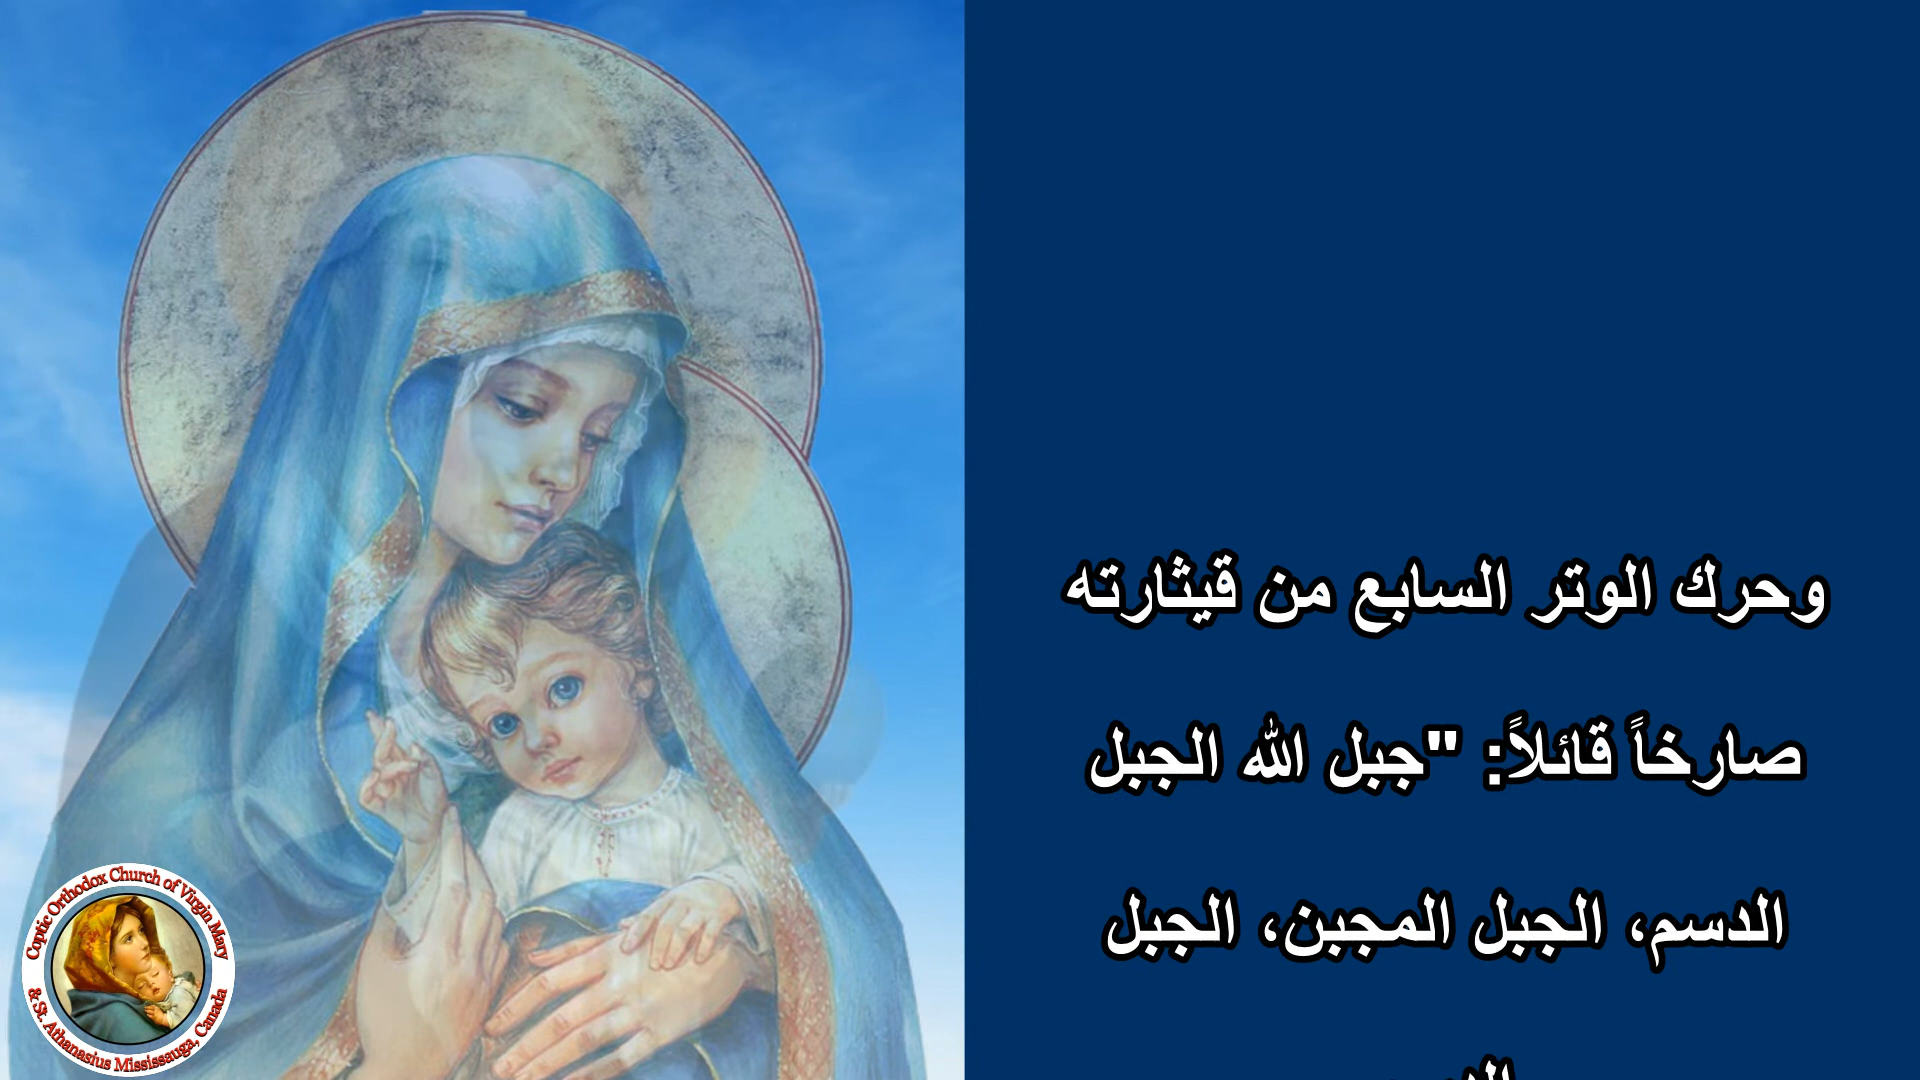 وحرك الوتر السابع من قيثارته
صارخاً قائلاً: "جبل الله الجبل
الدسم، الجبل المجبن، الجبل
Coptic Orthodox Church of Virgin Mary
& St. Athanasius Mississauga, Canada